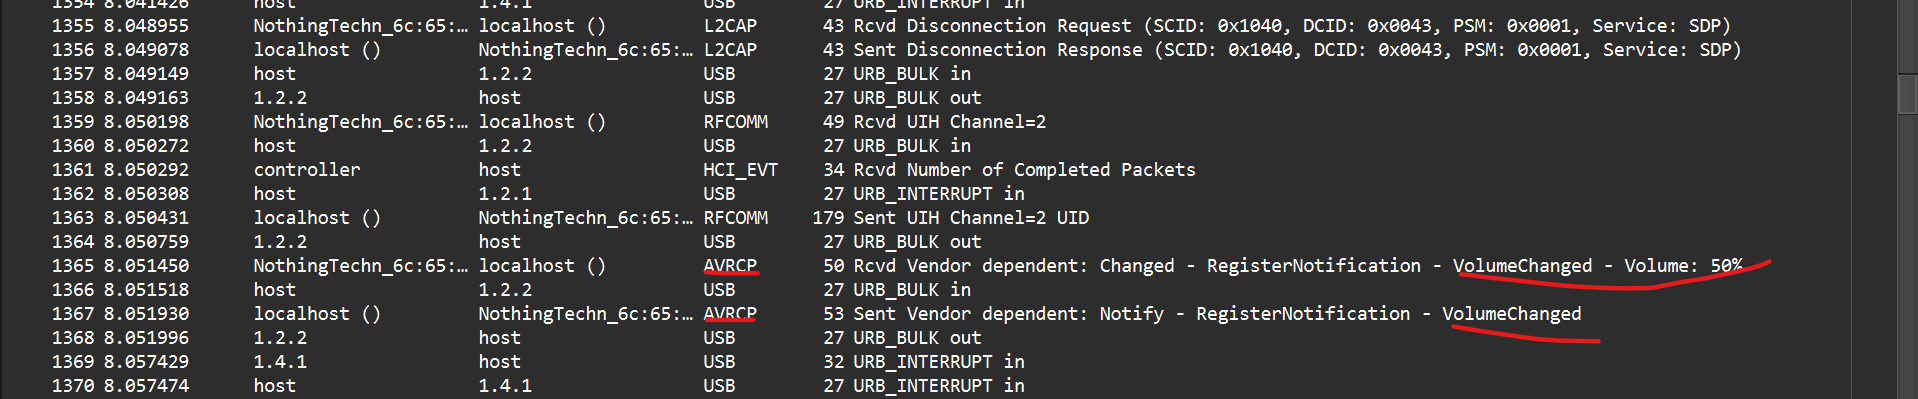 1354 8.041426 host 1.4.1 USB 27 URB_INTERRUPT in
1355 8.048955 NothingTechn_6c:65:… localhost () L2CAP 43 Rcvd Disconnection Request (SCID: 0x1040, DCID: 0x0043, PSM: 0x0001, Service: SDP)
1356 8.049078 localhost () NothingTechn_6c:65:… L2CAP 43 Sent Disconnection Response (SCID: 0x1040, DCID: 0x0043, PSM: 0x0001, Service: SDP)
1357 8.049149 host 1.2.2 USB 27 URB_BULK in
1358 8.049163 1.2.2 host USB 27 URB_BULK out
1359 8.050198 NothingTechn_6c:65:… localhost () RFCOMM 49 Rcvd UIH Channel=2
1360 8.050272 host 1.2.2 USB 27 URB_BULK in
1361 8.050292 controller host HCI_EVT 34 Rcvd Number of Completed Packets
1362 8.050308 host 1.2.1 USB 27 URB_INTERRUPT in
1363 8.050431 localhost () NothingTechn_6c:65:… RFCOMM 179 Sent UIH Channel=2 UID
1364 8.050759 1.2.2 host USB 27 URB_BULK out
1365 8.051450 NothingTechn_6c:65:… localhost () AVRCP 50 Rcvd Vendor dependent: Changed - RegisterNotification - VolumeChanged - Volume: 50%
1366 8.051518 host 1.2.2 USB 27 URB_BULK in
1367 8.051930 localhost () NothingTechn_6c:65:… AVRCP 53 Sent Vendor dependent: Notify - RegisterNotification - VolumeChanged
1368 8.051996 1.2.2 host USB 27 URB_BULK out
1369 8.057429 1.4.1 host USB 32 URB_INTERRUPT in
1370 8.057474 host 1.4.1 USB 27 URB_INTERRUPT in